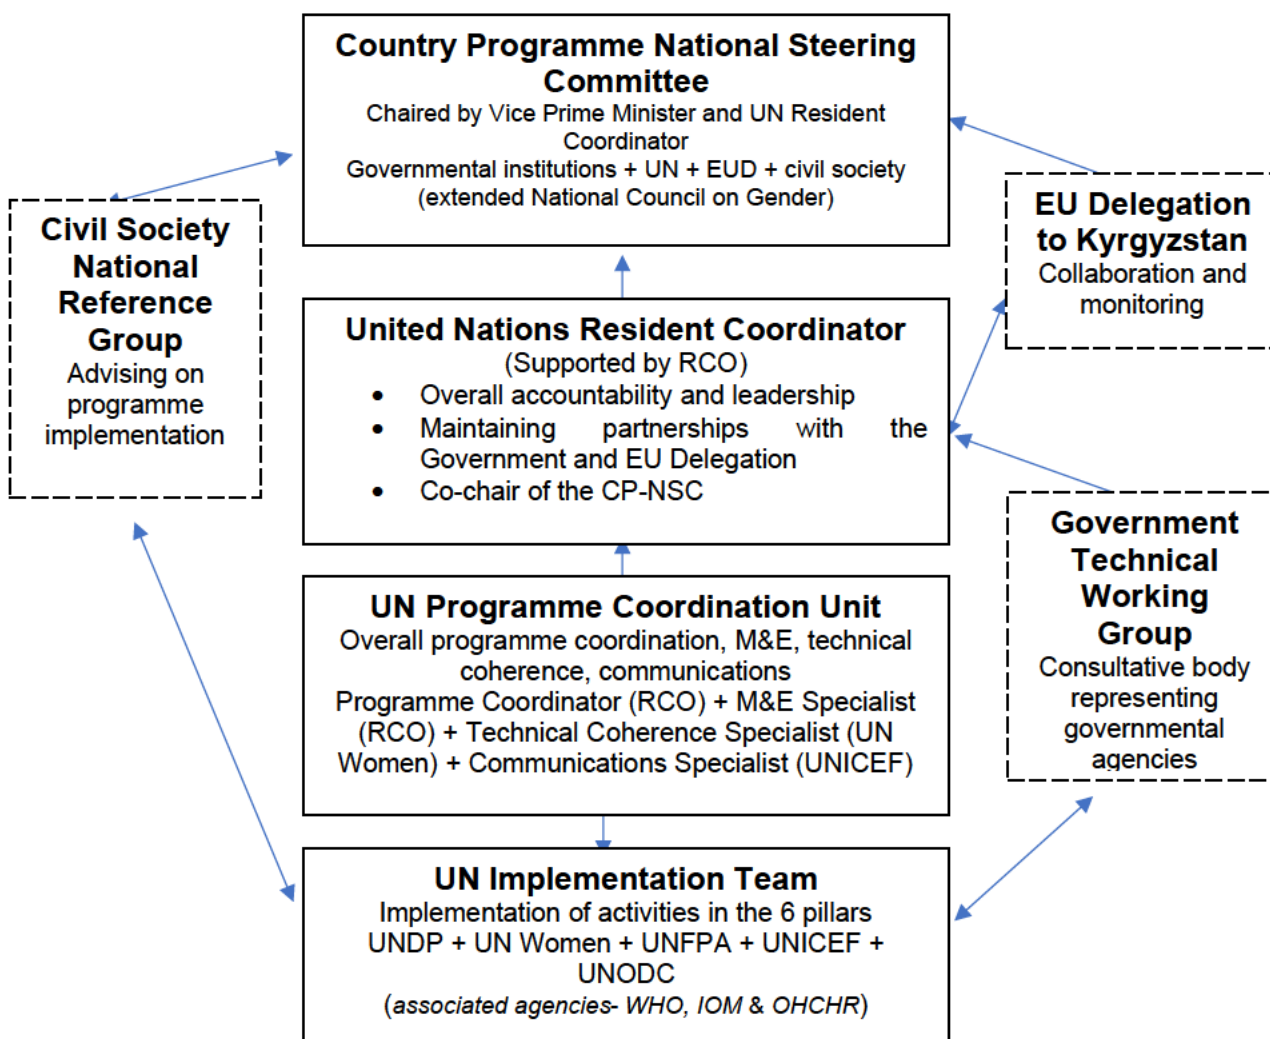 Country Programme National Steering
Committee
Chaired by Vice Prime Minister and UN Resident
Coordinator
Governmental institutions + UN + EUD + civil society
(extended National Council on Gender)
Civil Society
National
Reference
Group
Advising on
programme
implementation
EU Delegation
to Kyrgyzstan
Collaboration and
monitoring
United Nations Resident Coordinator
(Supported by RCO)
• Overall accountability and leadership
• Maintaining partnerships with the
Government and EU Delegation
• Co-chair of the CP-NSC
Government
Technical
Working
Group
Consultative body
representing
governmental
agencies
UN Programme Coordination Unit
Overall programme coordination, M&E, technical
coherence, communications
Programme Coordinator (RCO) + M&E Specialist
(RCO) + Technical Coherence Specialist (UN
Women) + Communications Specialist (UNICEF)
UN Implementation Team
Implementation of activities in the 6 pillars
UNDP + UN Women + UNFPA + UNICEF +
UNODC
(associated agencies- WHO, IOM & OHCHR)